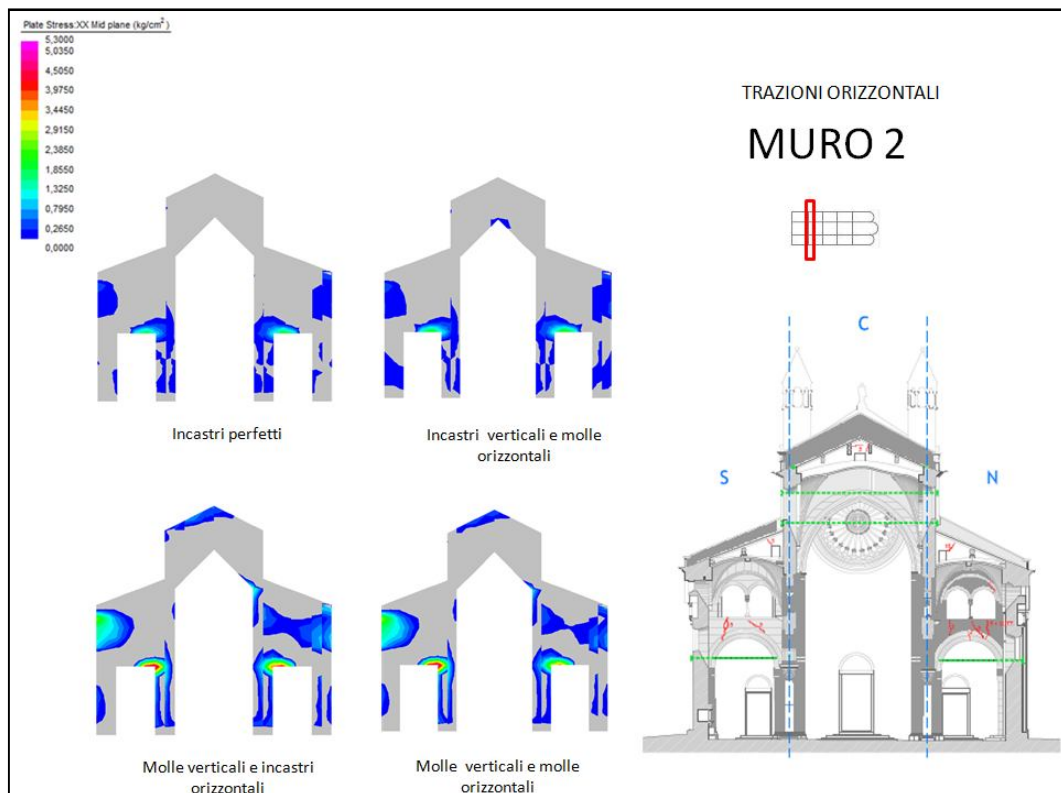 Plate Stress:XX Mid plane (kg/cm²)
5,3000
5,0350
4,5050
3,9750
3,4450
2,9150
2,3850
1,8550
1,3250
0,7950
0,2650
0,0000
TRAZIONI ORIZZONTALI
MURO 2
Incastri perfetti
Incastri verticali e molle
orizzontali
Molle verticali e incastri
orizzontali
Molle verticali e molle
orizzontali
C
S
N